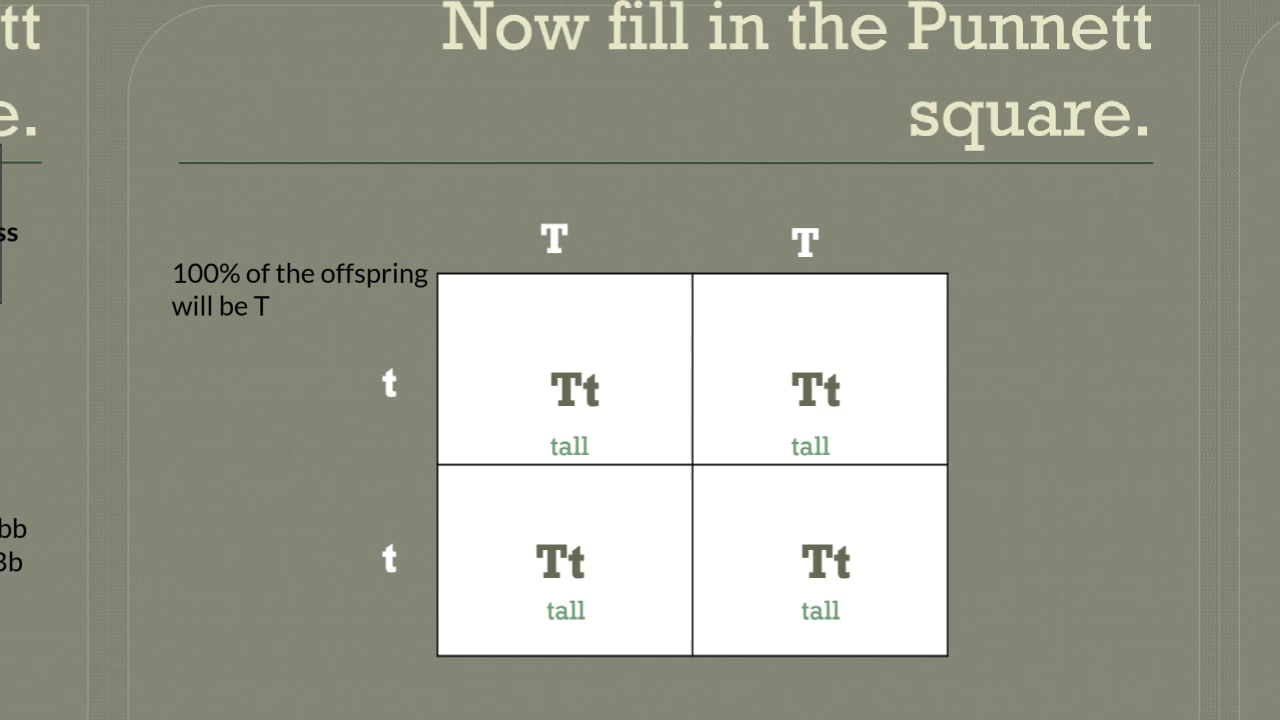 tt
e.
ss
bb
Bb
Now fill in the Punnett
square.
T T
100% of the offspring
will be T
t Tt Tt
tall tall
t Tt Tt
tall tall